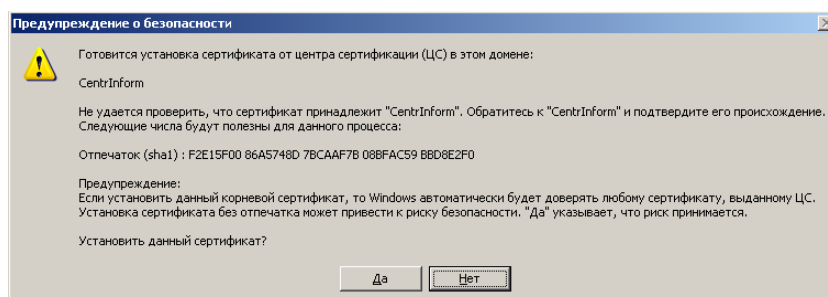 Предупреждение о безопасности
Готовится установка сертификата от центра сертификации (ЦС) в этом домене:
CentrInform
Не удается проверить, что сертификат принадлежит "CentrInform". Обратитесь к "CentrInform" и подтвердите его происхождение.
Следующие числа будут полезны для данного процесса:
Отпечаток (sha1) : F2E15F00 86A5748D 7BCAAF7B 08BFAC59 BBD8E2F0
Предупреждение:
Если установить данный корневой сертификат, то Windows автоматически будет доверять любому сертификату, выданному ЦС.
Установка сертификата без отпечатка может привести к риску безопасности. "Да" указывает, что риск принимается.
Установить данный сертификат?
Да
Нет